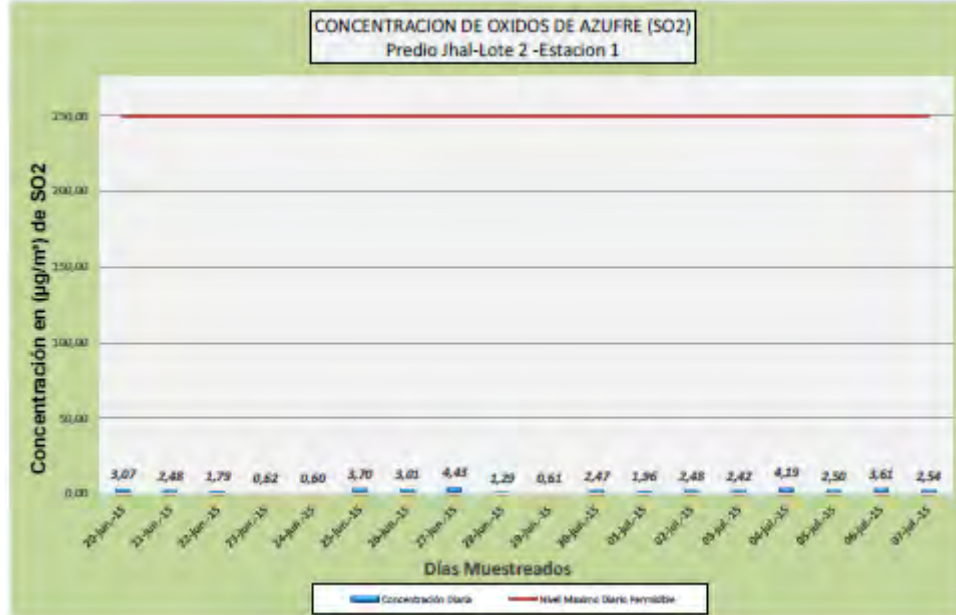 CONCENTRACION DE OXIDOS DE AZUFRE (SO2)
Predio Jhal-Lote 2 -Estacion 1
Concentración en (µg/m³) de SO2
250,00
200,00
150,00
100,00
50,00
0,00
3,07 2,48 1,79 0,62 0,60 3,70 3,01 4,43 1,29 0,61 2,47 1,96 2,48 2,42 4,19 2,50 3,61 2,54
20-jun.-15 21-jun.-15 22-jun.-15 23-jun.-15 24-jun.-15 25-jun.-15 26-jun.-15 27-jun.-15 28-jun.-15 29-jun.-15 30-jun.-15 01-jul.-15 02-jul.-15 03-jul.-15 04-jul.-15 05-jul.-15 06-jul.-15 07-jul.-15
Días Muestreados
Concentración Diaria Nivel Maximo Diario Permisible